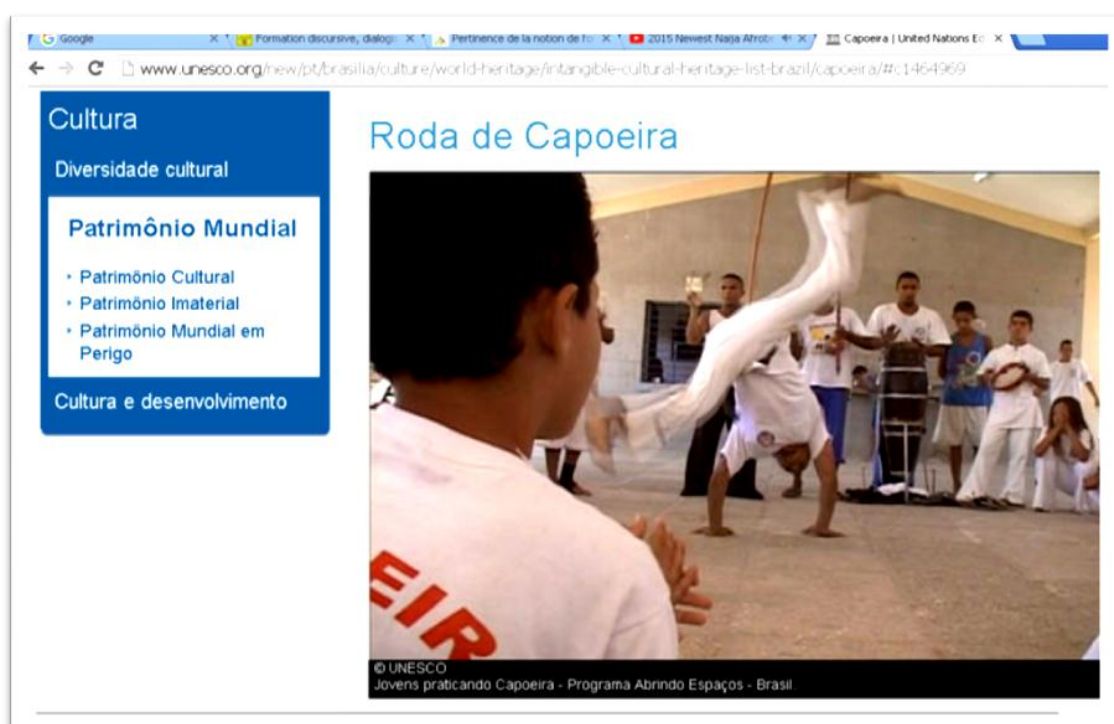 Google
Formation discursive, dialogi
Pertinence de la notion de fo
2015 Newest Naija Afrob
Capoeira | United Nations Ed
www.unesco.org/new/pt/brasilia/culture/world-heritage/intangible-cultural-heritage-list-brazil/capoeira/#c1464969
Cultura
Diversidade cultural
Patrimônio Mundial
Patrimônio Cultural
Patrimônio Imaterial
Patrimônio Mundial em
Perigo
Cultura e desenvolvimento
Roda de Capoeira
EIR
© UNESCO
Jovens praticando Capoeira - Programa Abrindo Espaços - Brasil